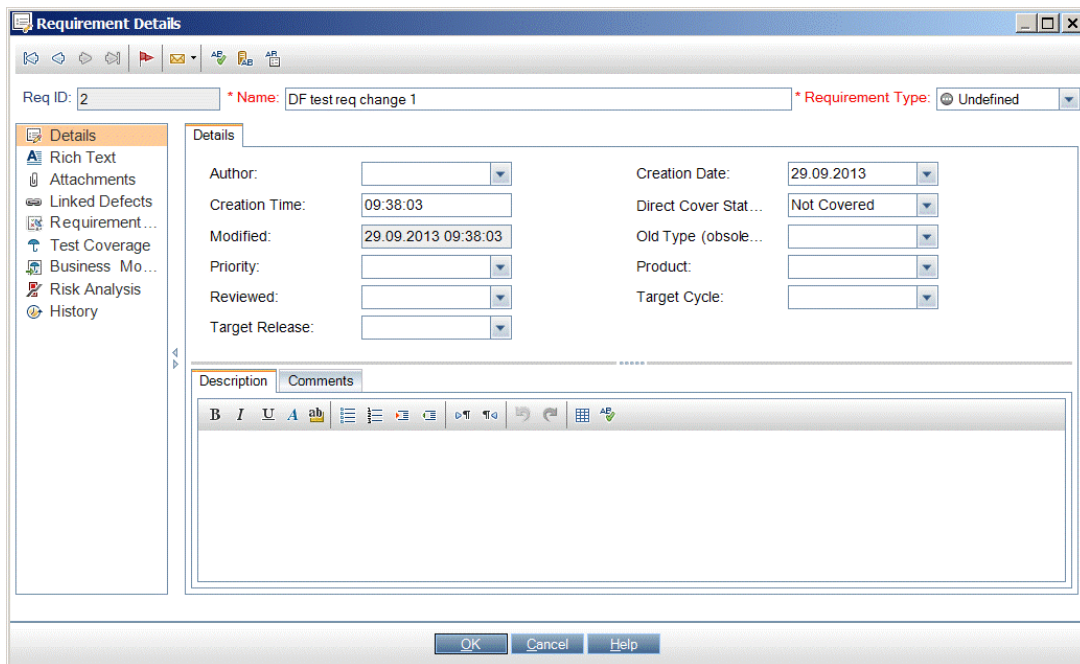 Requirement Details
Req ID: 2 * Name: DF test req change 1 * Requirement Type: Undefined
Details
Rich Text
Attachments
Linked Defects
Requirement...
Test Coverage
Business Mo...
Risk Analysis
History
Details
Author: Creation Date: 29.09.2013
Creation Time: 09:38:03 Direct Cover Stat... Not Covered
Modified: 29.09.2013 09:38:03 Old Type (obsole...
Priority: Product:
Reviewed: Target Cycle:
Target Release:
Description Comments
B I U A ab
OK Cancel Help